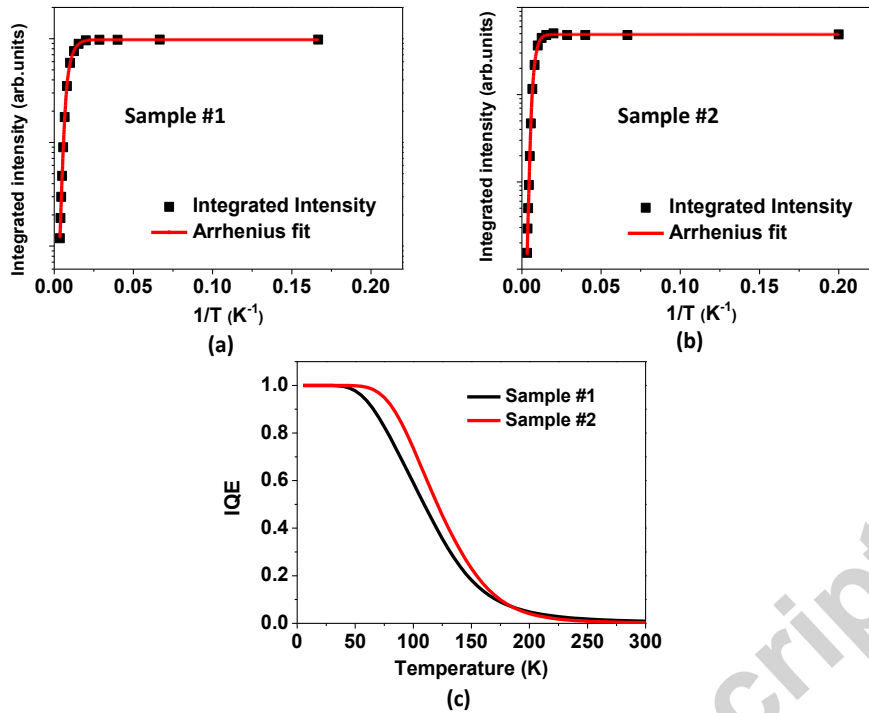 Integrated intensity (arb.units)
Sample #1
Integrated Intensity
Arrhenius fit
0.00 0.05 0.10 0.15 0.20
1/T (K-1)
(a)
Integrated intensity (arb.units)
Sample #2
Integrated Intensity
Arrhenius fit
0.00 0.05 0.10 0.15 0.20
1/T (K-1)
(b)
IQE
1.0
0.8
0.6
0.4
0.2
0.0
Sample #1
Sample #2
0 50 100 150 200 250 300
Temperature (K)
(c)
cript